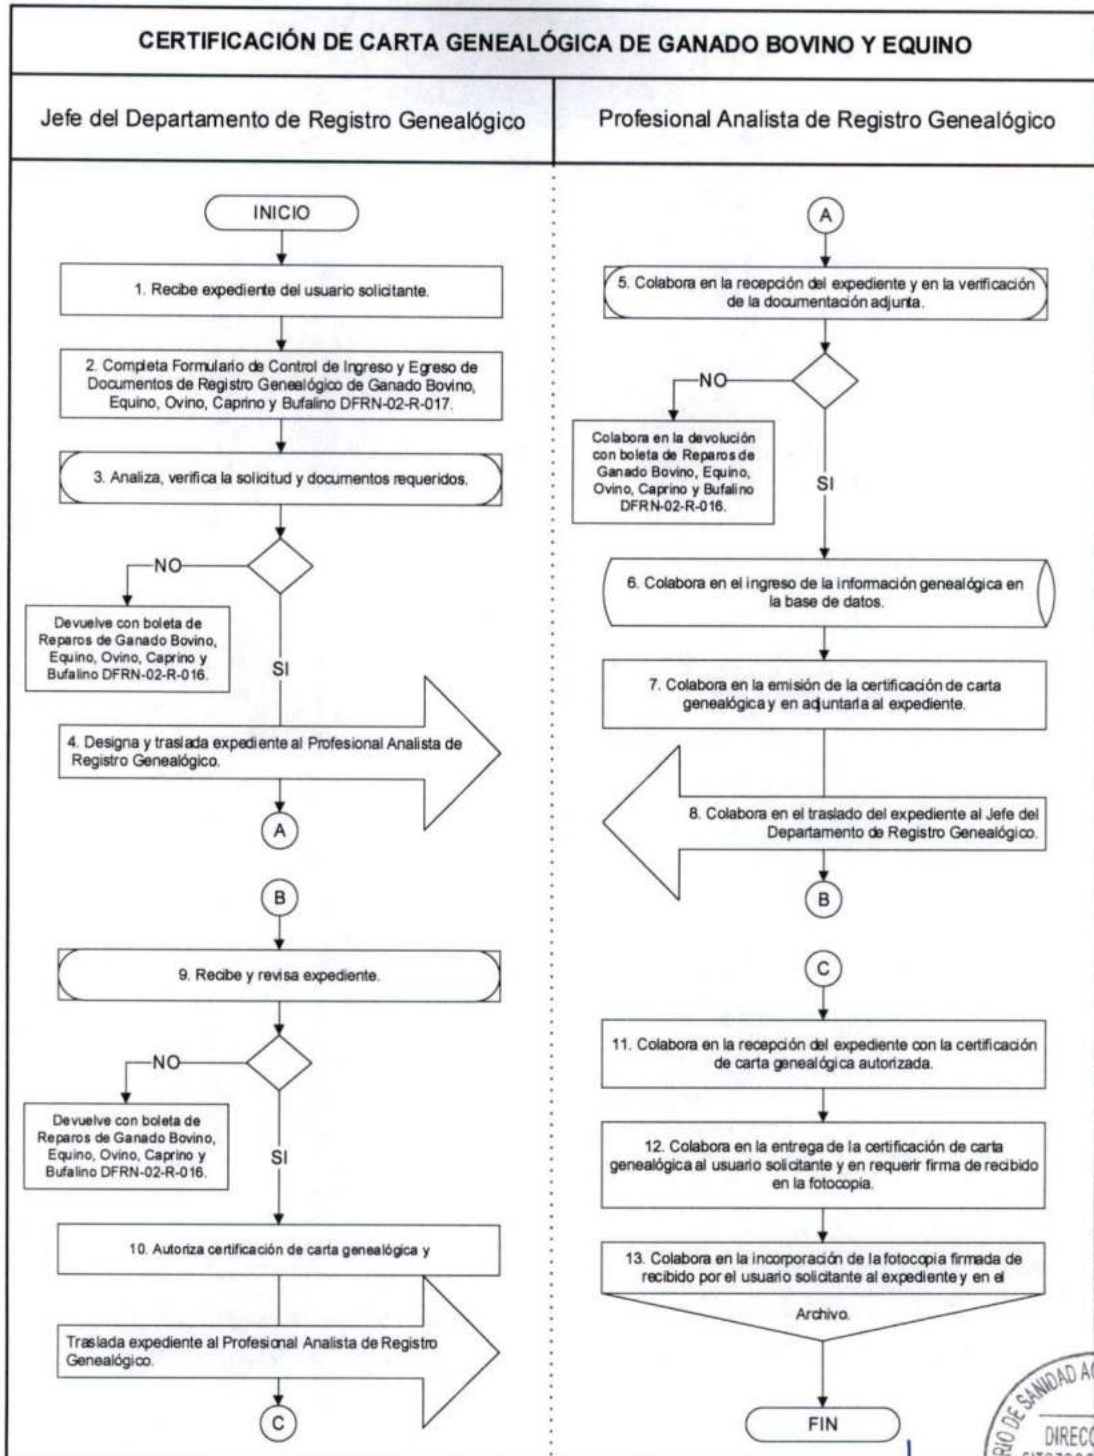 CERTIFICACIÓN DE CARTA GENEALÓGICA DE GANADO BOVINO Y EQUINO
Jefe del Departamento de Registro Genealógico
Profesional Analista de Registro Genealógico
INICIO
1. Recibe expediente del usuario solicitante.
2. Completa Formulario de Control de Ingreso y Egreso de
Documentos de Registro Genealógico de Ganado Bovino,
Equino, Ovino, Caprino y Bufalino DFRN-02-R-017.
3. Analiza, verifica la solicitud y documentos requeridos.
NO
Devuelve con boleta de
Reparos de Ganado Bovino,
Equino, Ovino, Caprino y
Bufalino DFRN-02-R-016.
SI
4. Designa y traslada expediente al Profesional Analista de
Registro Genealógico.
A
B
9. Recibe y revisa expediente.
NO
Devuelve con boleta de
Reparos de Ganado Bovino,
Equino, Ovino, Caprino y
Bufalino DFRN-02-R-016.
SI
10. Autoriza certificación de carta genealógica y
Traslada expediente al Profesional Analista de Registro
Genealógico.
C
A
5. Colabora en la recepción del expediente y en la verificación
de la documentación adjunta.
NO
Colabora en la devolución
con boleta de Reparos de
Ganado Bovino, Equino,
Ovino, Caprino y Bufalino
DFRN-02-R-016.
SI
6. Colabora en el ingreso de la información genealógica en
la base de datos.
7. Colabora en la emisión de la certificación de carta
genealógica y en adjuntarla al expediente.
8. Colabora en el traslado del expediente al Jefe del
Departamento de Registro Genealógico.
B
C
11. Colabora en la recepción del expediente con la certificación
de carta genealógica autorizada.
12. Colabora en la entrega de la certificación de carta
genealógica al usuario solicitante y en requerir firma de recibido
en la fotocopia.
13. Colabora en la incorporación de la fotocopia firmada de
recibido por el usuario solicitante al expediente y en el
Archivo.
FIN
DE SANIDAD
DIRECC